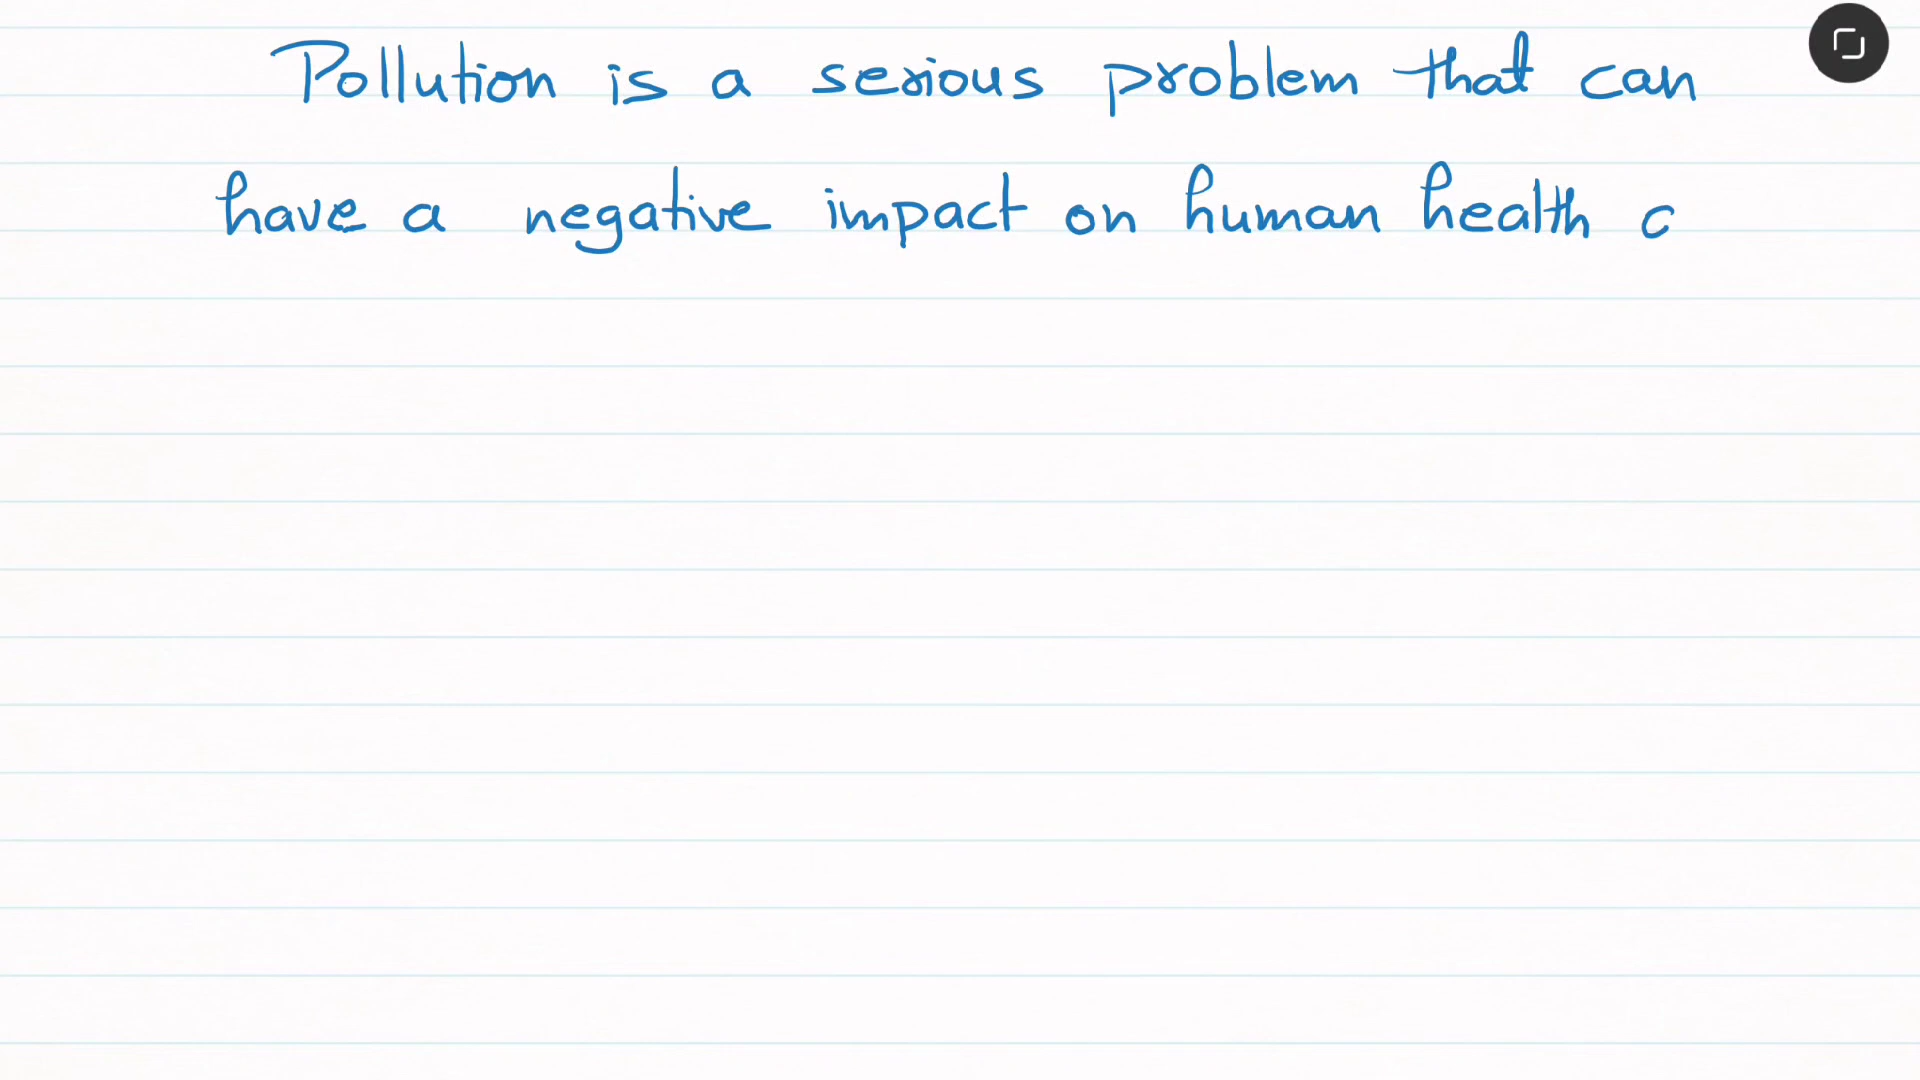 Pollution is a serious problem that can
have a negative impact on human health